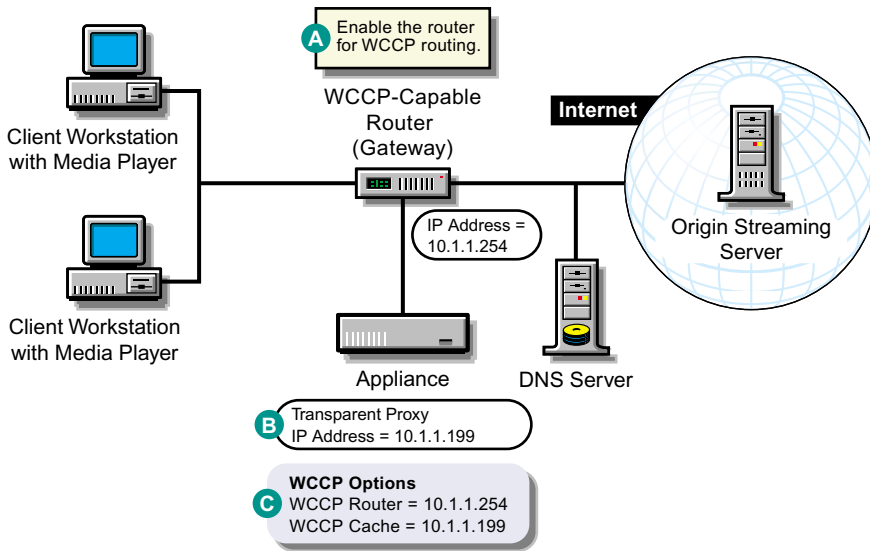 A
Enable the router
for WCCP routing.
WCCP-Capable
Router
(Gateway)
Internet
Client Workstation
with Media Player
IP Address =
10.1.1.254
Origin Streaming
Server
Client Workstation
with Media Player
Appliance
DNS Server
B
Transparent Proxy
IP Address = 10.1.1.199
C
WCCP Options
WCCP Router = 10.1.1.254
WCCP Cache = 10.1.1.199